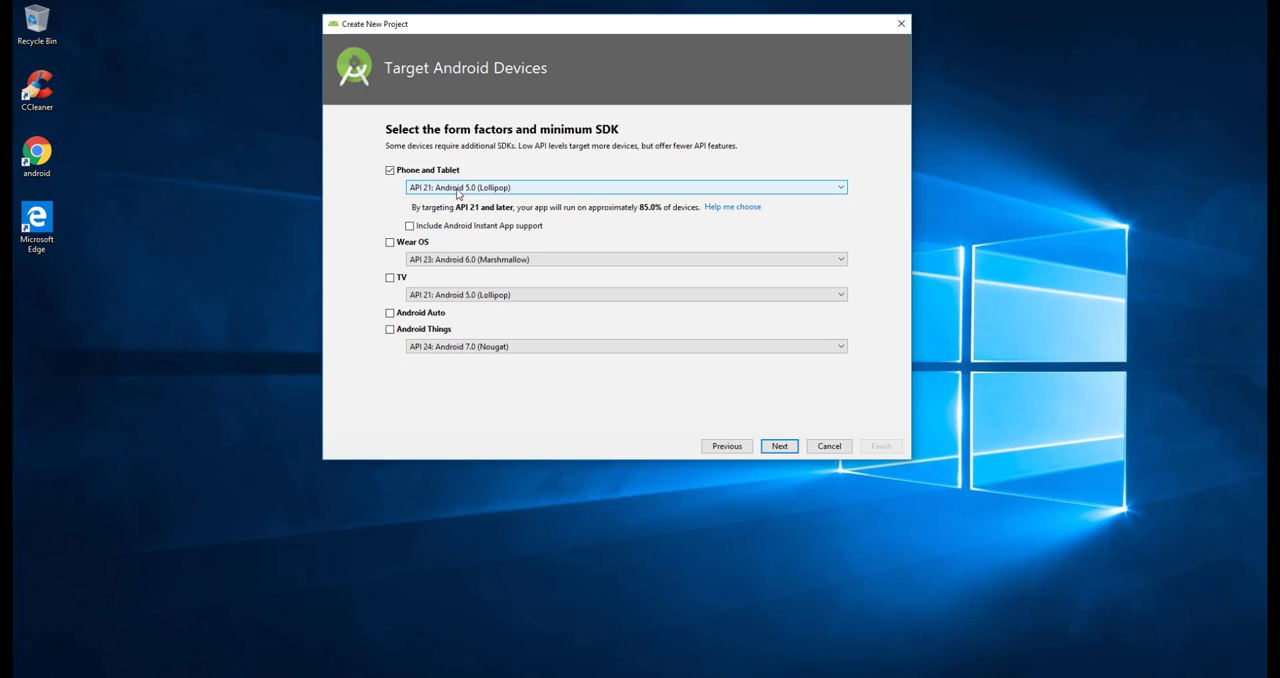 Recycle Bin
CCleaner
android
Microsoft
Edge
Create New Project
Target Android Devices
Select the form factors and minimum SDK
Some devices require additional SDKs. Low API levels target more devices, but offer fewer API features.
Phone and Tablet
API 21: Android 5.0 (Lollipop)
By targeting API 21 and later, your app will run on approximately 85.0% of devices. Help me choose
Include Android Instant App support
Wear OS
API 23: Android 6.0 (Marshmallow)
TV
API 21: Android 5.0 (Lollipop)
Android Auto
Android Things
API 24: Android 7.0 (Nougat)
Previous Next Cancel Finish